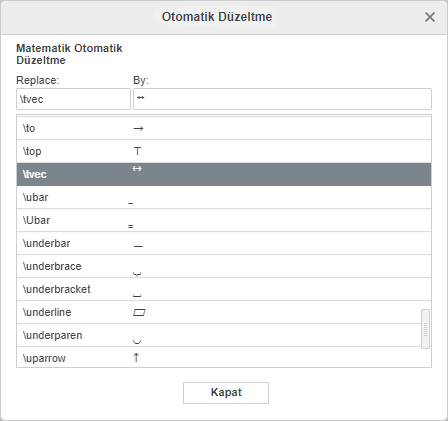 Otomatik Düzeltme
Matematik Otomatik
Düzeltme
Replace: By:
\tvec ↔
\to →
\top ⊤
\tvec ↔
\ubar _
\Ubar ‗
\underbar ─
\underbrace ⏟
\underbracket ⎵
\underline ▱
\underparen ⏝
\uparrow ↑
Kapat